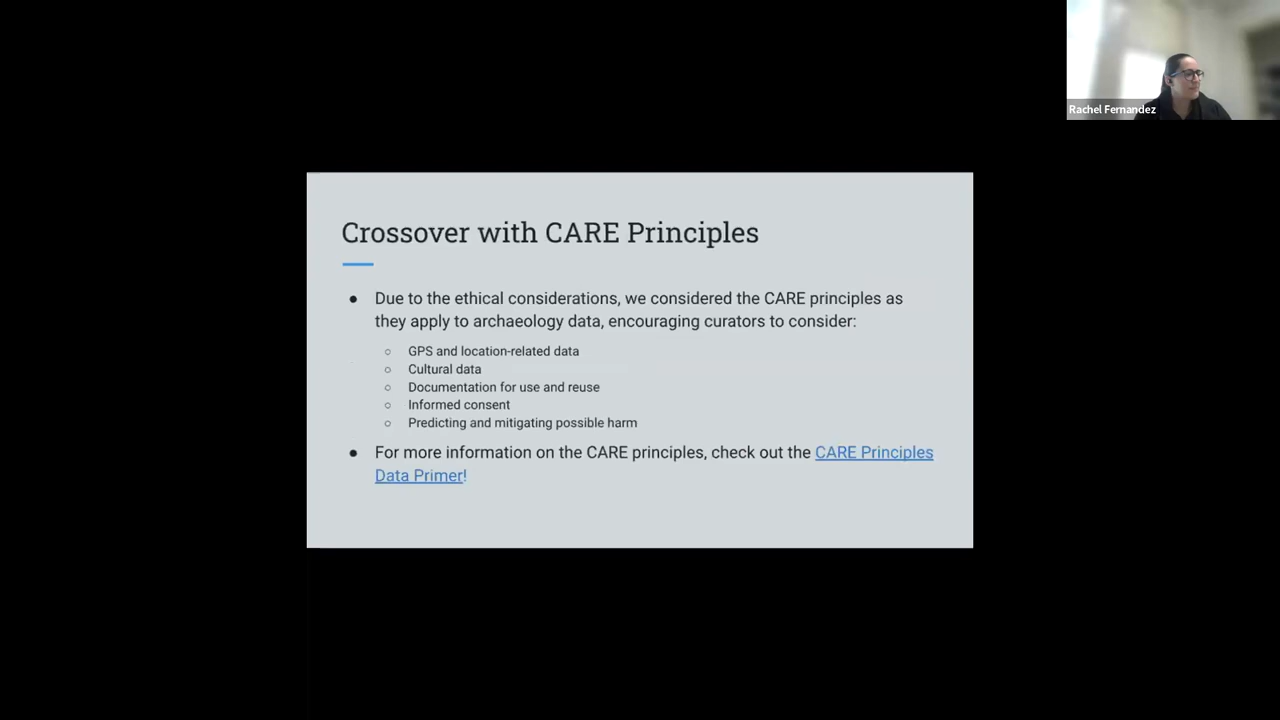 Rachel Fernandez
Crossover with CARE Principles
● Due to the ethical considerations, we considered the CARE principles as
they apply to archaeology data, encouraging curators to consider:
○ GPS and location-related data
○ Cultural data
○ Documentation for use and reuse
○ Informed consent
○ Predicting and mitigating possible harm
● For more information on the CARE principles, check out the CARE Principles
Data Primer!